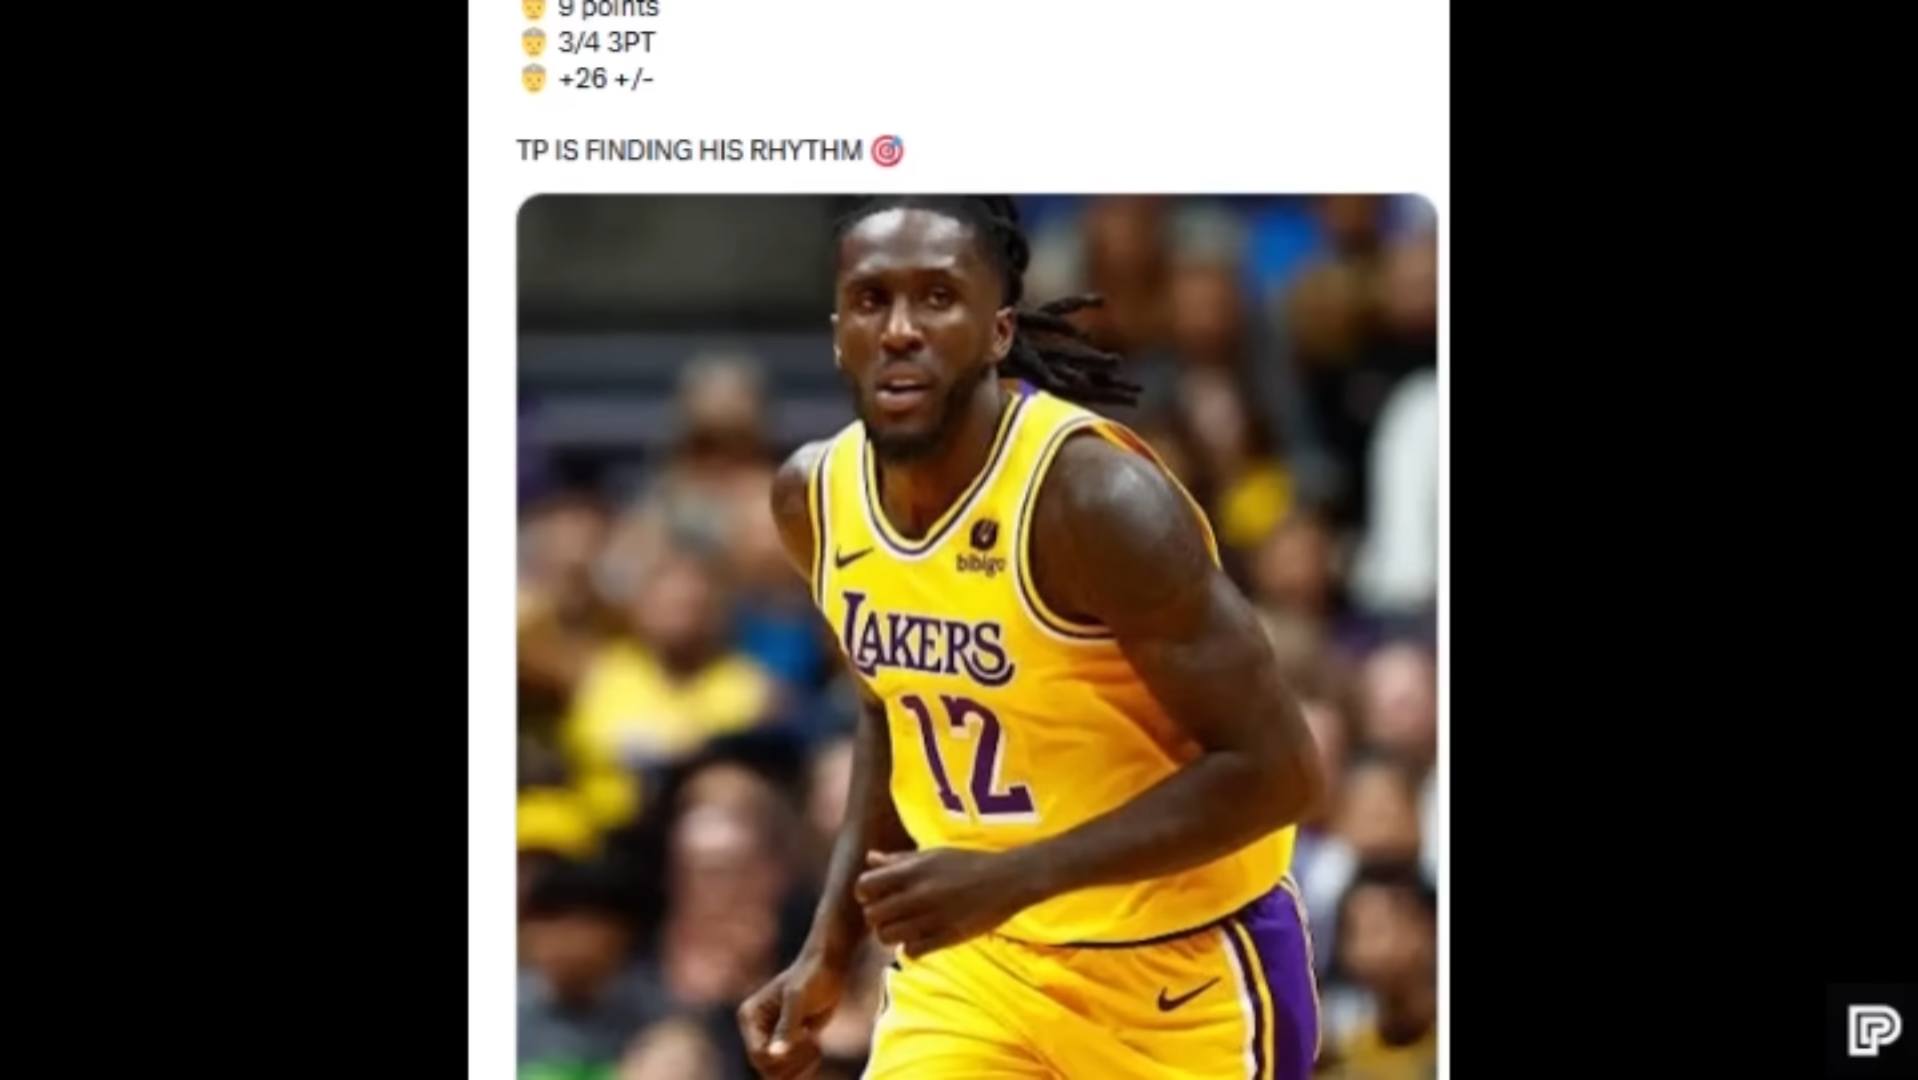 👴 9 points
👴 3/4 3PT
👴 +26 +/-
TP IS FINDING HIS RHYTHM 🎯
bibigo
LAKERS
12